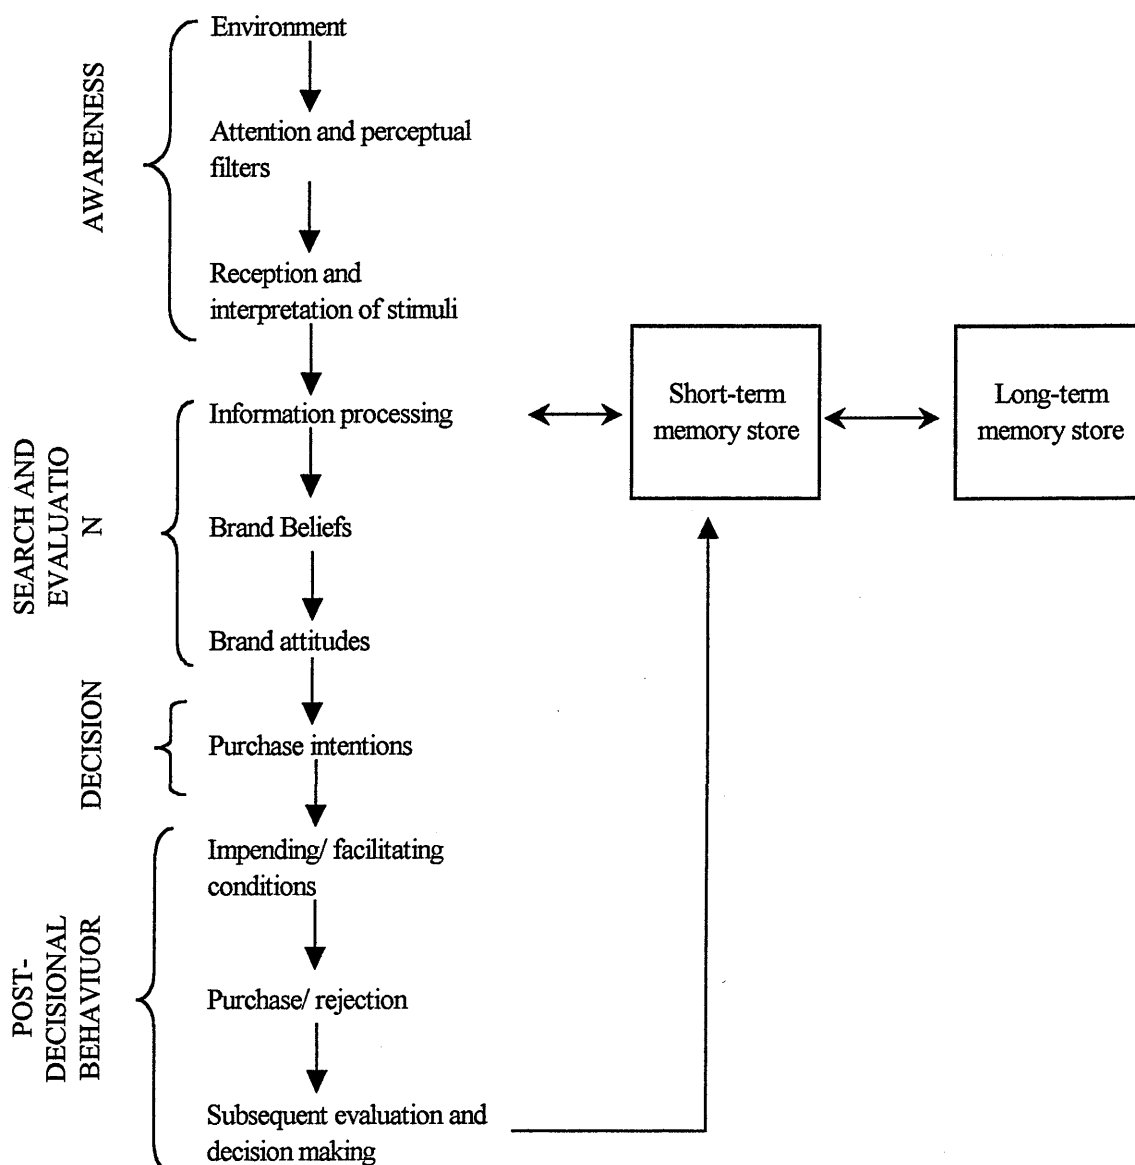 AWARENESS
Environment
Attention and perceptual
filters
Reception and
interpretation of stimuli
SEARCH AND
EVALUATIO
N
Information processing
Short-term
memory store
Long-term
memory store
Brand Beliefs
Brand attitudes
DECISION
Purchase intentions
POST-
DECISIONAL
BEHAVIUOR
Impending/ facilitating
conditions
Purchase/ rejection
Subsequent evaluation and
decision making